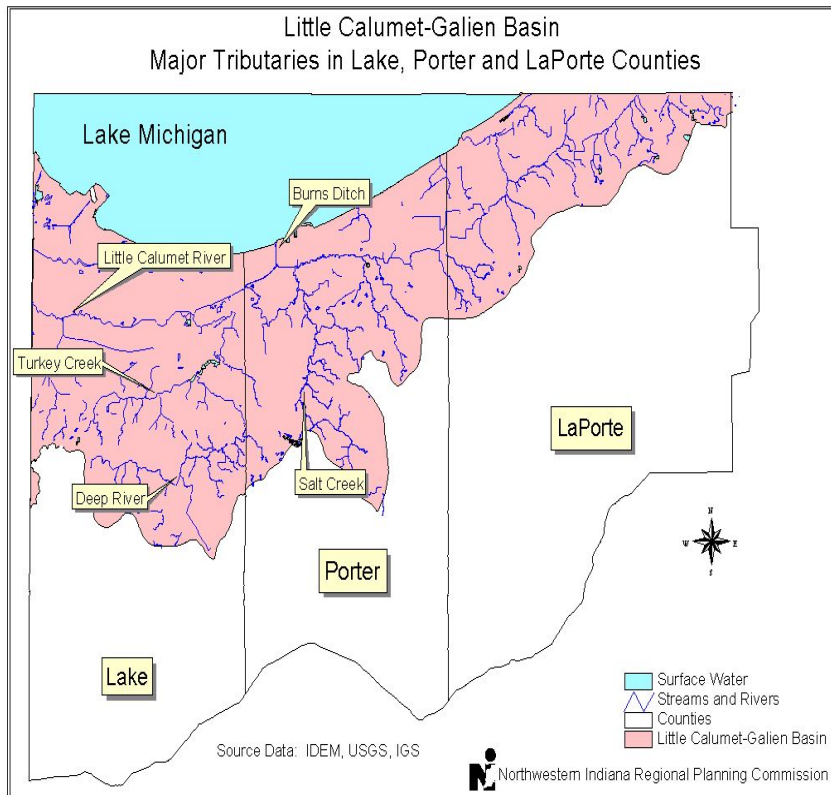 Little Calumet-Galien Basin
Major Tributaries in Lake, Porter and LaPorte Counties
Lake Michigan
Burns Ditch
Little Calumet River
Turkey Creek
LaPorte
Deep River
Salt Creek
N
W E
S
Porter
Lake
Surface Water
Streams and Rivers
Counties
Little Calumet-Galien Basin
Source Data: IDEM, USGS, IGS
Northwestern Indiana Regional Planning Commission